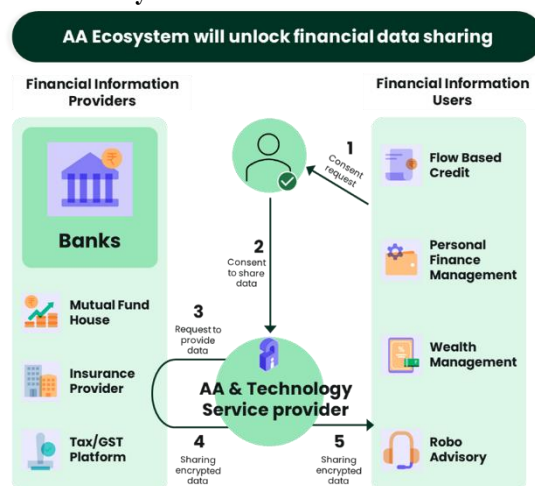 AA Ecosystem will unlock financial data sharing
Financial Information
Providers
Financial Information
Users
Banks
Mutual Fund
House
Insurance
Provider
Tax/GST
Platform
1
Consent
request
2
Consent
to share
data
3
Request to
provide
data
AA & Technology
Service provider
4
Sharing
encrypted
data
5
Sharing
encrypted
data
Flow Based
Credit
Personal
Finance
Management
Wealth
Management
Robo
Advisory